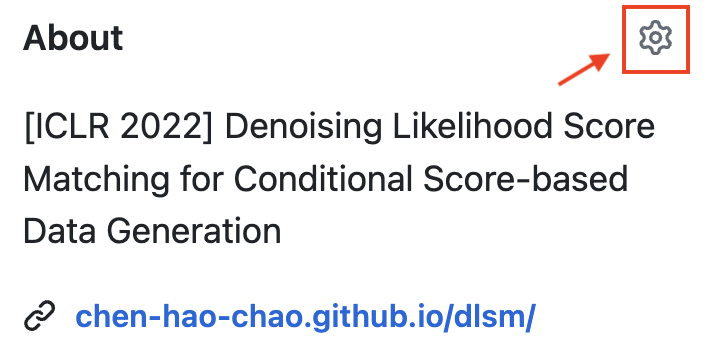 About
[ICLR 2022] Denoising Likelihood Score
Matching for Conditional Score-based
Data Generation
chen-hao-chao.github.io/dlsm/